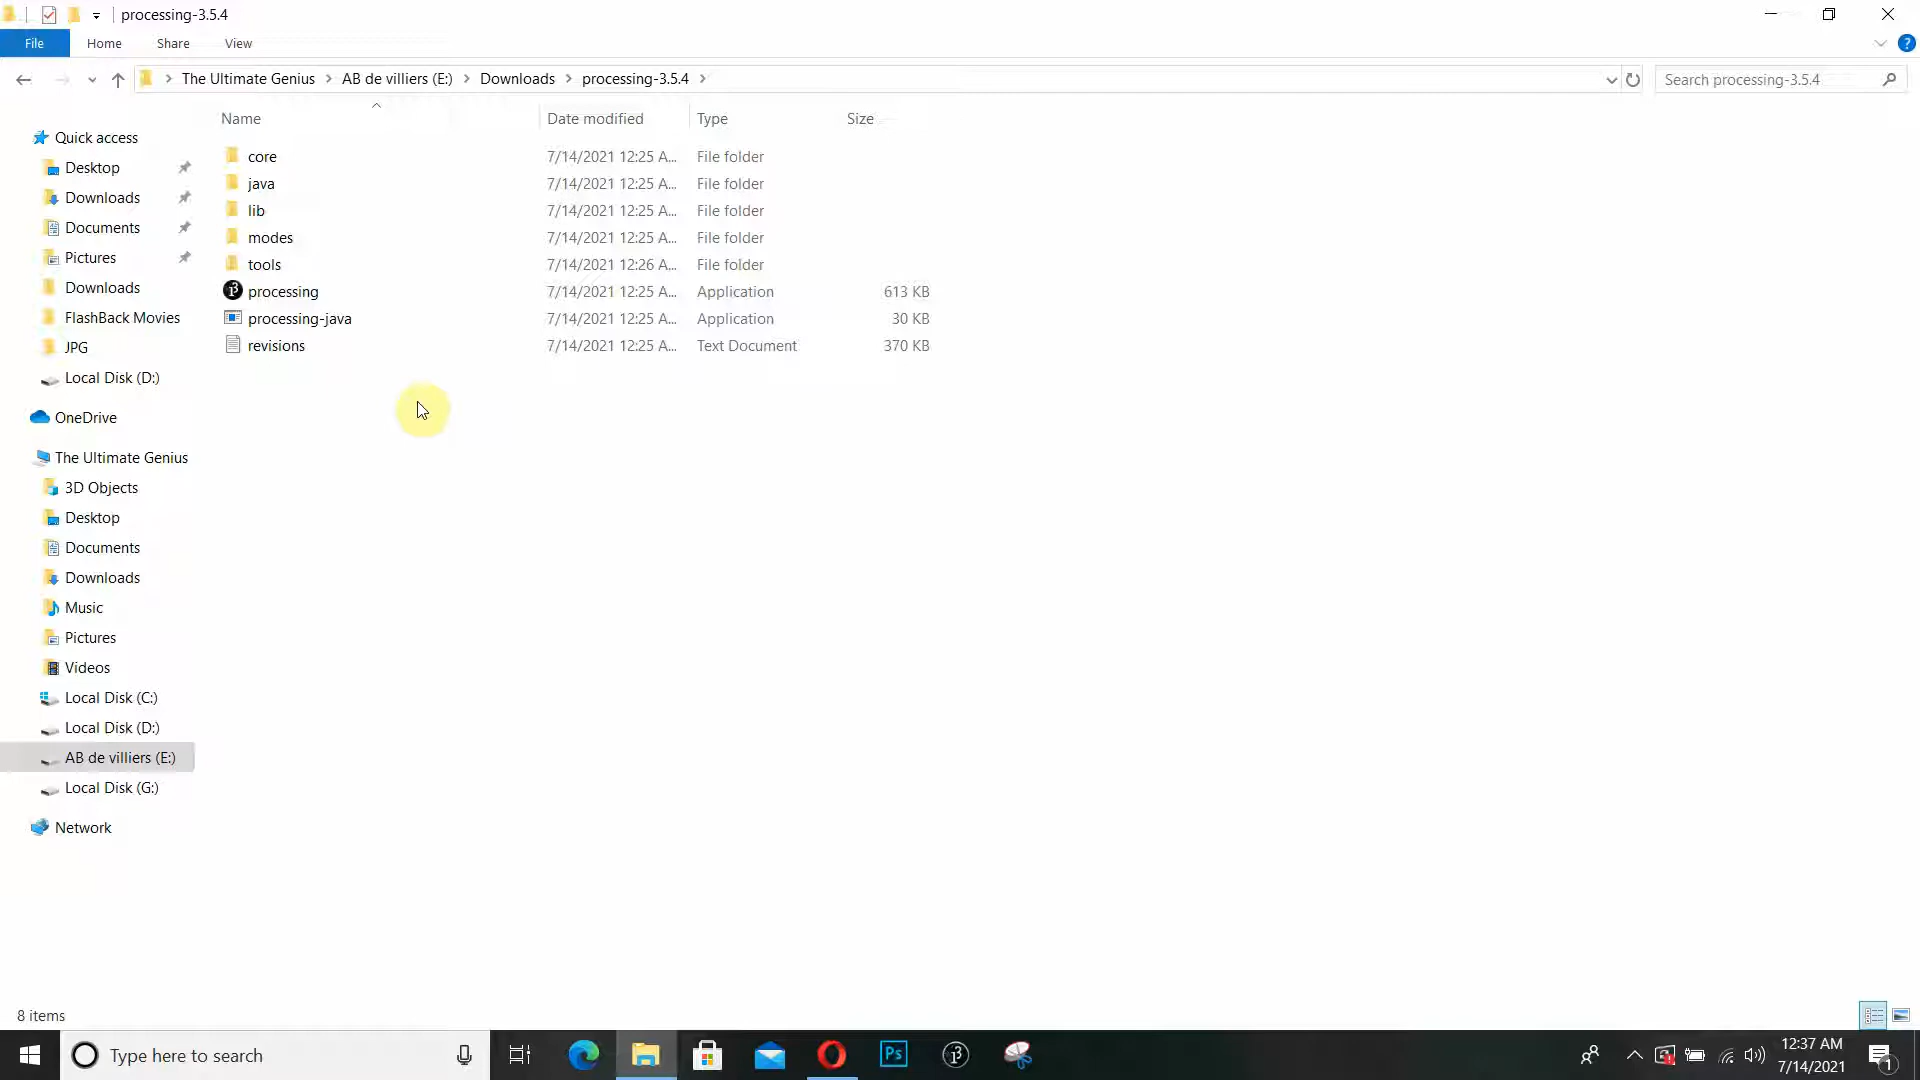 processing-3.5.4
File Home Share View
The Ultimate Genius AB de villiers (E:) Downloads processing-3.5.4
Search processing-3.5.4
Name Date modified Type Size
Quick access
Desktop
Downloads
Documents
Pictures
Downloads
FlashBack Movies
JPG
Local Disk (D:)
OneDrive
The Ultimate Genius
3D Objects
Desktop
Documents
Downloads
Music
Pictures
Videos
Local Disk (C:)
Local Disk (D:)
AB de villiers (E:)
Local Disk (G:)
Network
core 7/14/2021 12:25 A... File folder
java 7/14/2021 12:25 A... File folder
lib 7/14/2021 12:25 A... File folder
modes 7/14/2021 12:25 A... File folder
tools 7/14/2021 12:26 A... File folder
processing 7/14/2021 12:25 A... Application 613 KB
processing-java 7/14/2021 12:25 A... Application 30 KB
revisions 7/14/2021 12:25 A... Text Document 370 KB
8 items
Type here to search
Ps
12:37 AM
7/14/2021
1